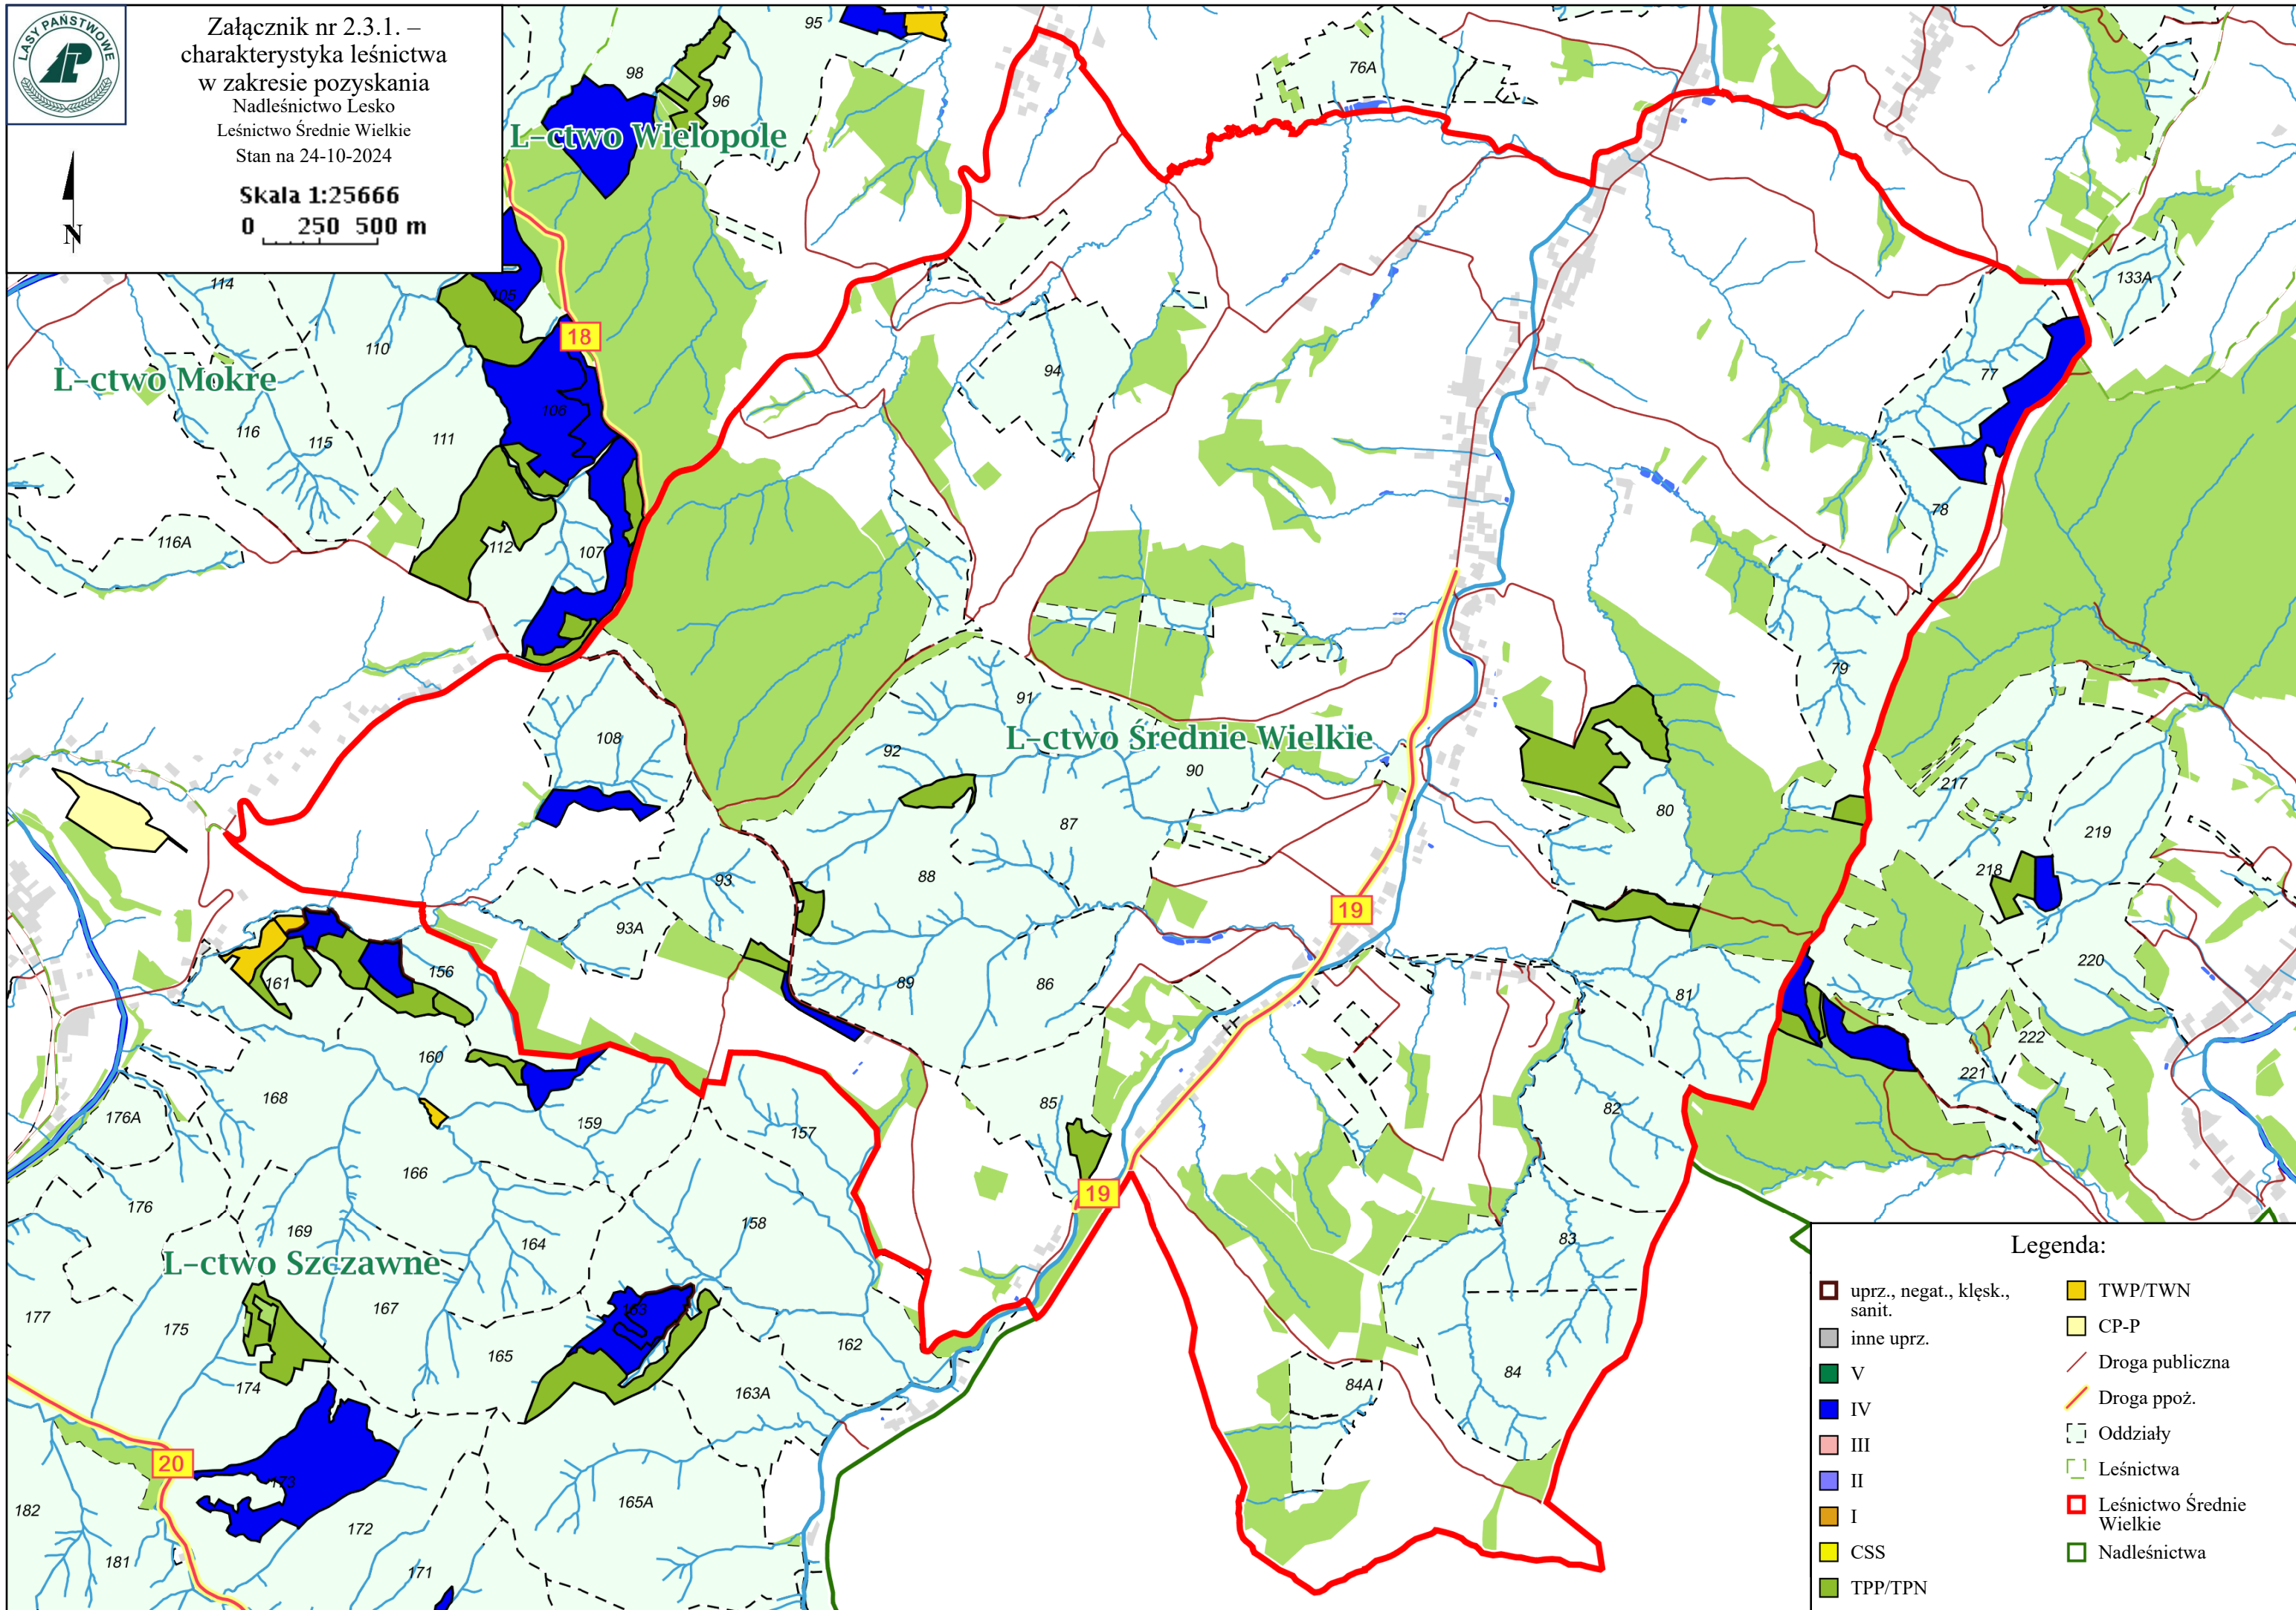 LASY PAŃSTWOWE
Załącznik nr 2.3.1. –
charakterystyka leśnictwa
w zakresie pozyskania
Nadleśnictwo Lesko
Leśnictwo Średnie Wielkie
Stan na 24-10-2024
Skala 1:25666
0 250 500 m
N
95
98
96
76A
L-ctwo Wielopole
114
105
133A
18
110
L-ctwo Mokre
94
77
106
116
115
111
78
116A
112
107
79
91
108
L-ctwo Średnie Wielkie
92
90
217
80
87
219
88
93
218
19
93A
156
220
161
89
86
81
222
160
221
168
85
82
176A
159
157
166
19
176
158
169
164
83
L-ctwo Szczawne
163
177
167
175
165
162
84
174
163A
84A
20
173
182
165A
172
181
171
Legenda:
uprz., negat., klęsk.,
sanit.
inne uprz.
V
IV
III
II
I
CSS
TPP/TPN
TWP/TWN
CP-P
Droga publiczna
Droga ppoż.
Oddziały
Leśnictwa
Leśnictwo Średnie
Wielkie
Nadleśnictwa